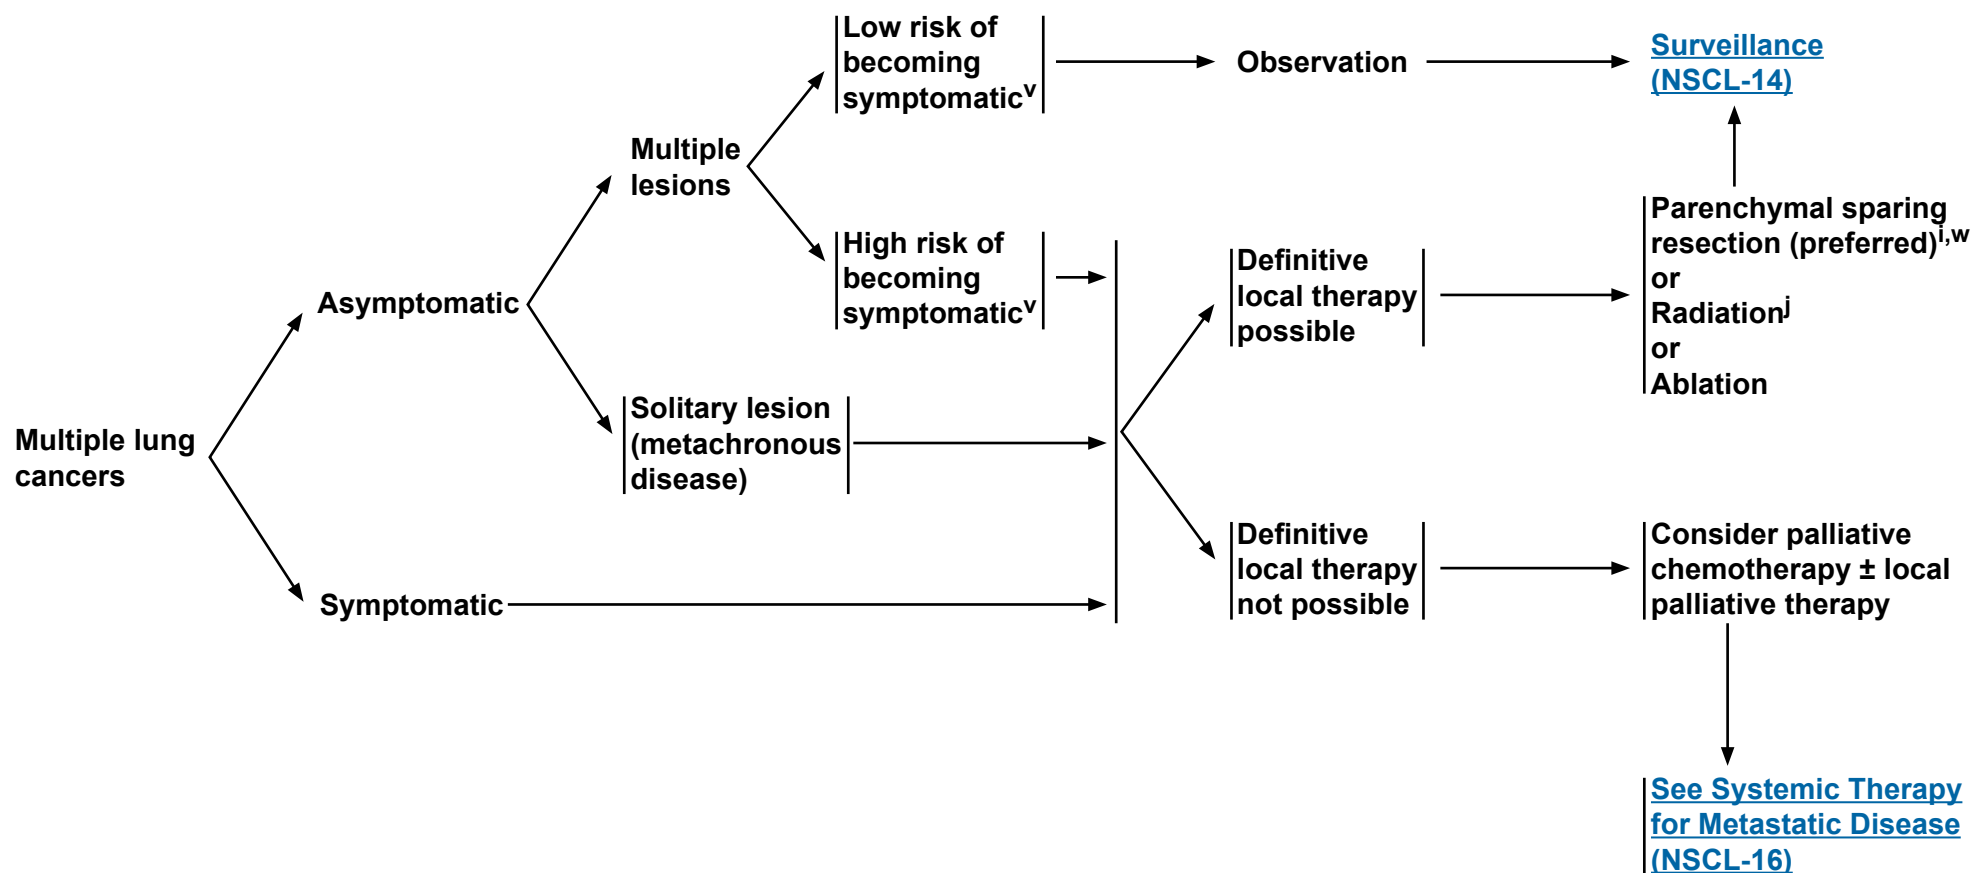 Multiple lung
cancers
Asymptomatic
Symptomatic
Multiple
lesions
Solitary lesion
(metachronous
disease)
Low risk of
becoming
symptomaticᵛ
High risk of
becoming
symptomaticᵛ
Observation
Definitive
local therapy
possible
Definitive
local therapy
not possible
Surveillance
(NSCL-14)
Parenchymal sparing
resection (preferred)ⁱ,ʷ
or
Radiationʲ
or
Ablation
Consider palliative
chemotherapy ± local
palliative therapy
See Systemic Therapy
for Metastatic Disease
(NSCL-16)